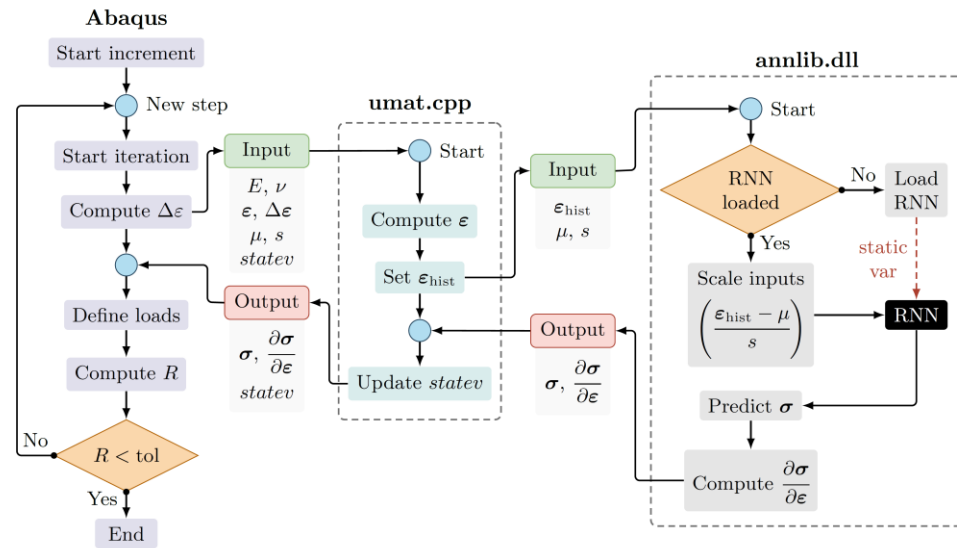 Abaqus
Start increment
New step
Start iteration
Compute Δε
Define loads
Compute R
R < tol
No
Yes
End
Input
E, ν
ε, Δε
μ, s
statev
Output
σ, ∂σ/∂ε
statev
umat.cpp
Start
Compute ε
Set ε_hist
Update statev
Input
ε_hist
μ, s
Output
σ, ∂σ/∂ε
annlib.dll
Start
RNN
loaded
No
Load
RNN
Yes
static
var
Scale inputs
((ε_hist − μ)/s)
RNN
Predict σ
Compute ∂σ/∂ε